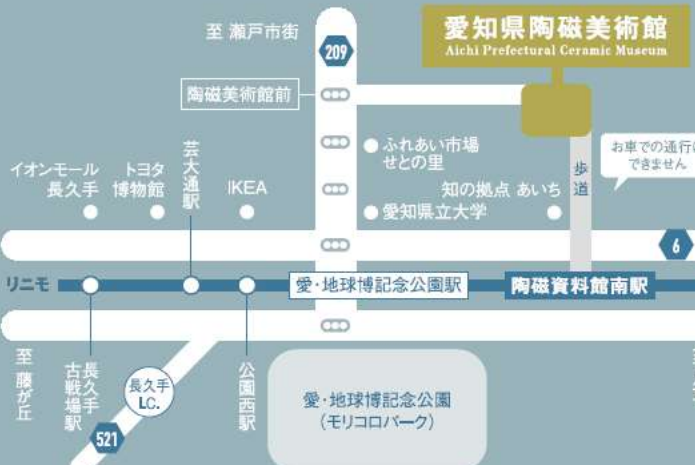 至 瀬戸市街
209
愛知県陶磁美術館
Aichi Prefectural Ceramic Museum
陶磁美術館前
イオンモール
長久手
トヨタ
博物館
芸大通駅
IKEA
ふれあい市場
せとの里
知の拠点 あいち
愛知県立大学
歩道
お車での通行は
できません
6
リニモ
愛・地球博記念公園駅
陶磁資料館南駅
至 藤が丘
長久手
古戦場駅
521
長久手
I.C.
公園西駅
愛・地球博記念公園
(モリコロパーク)
至